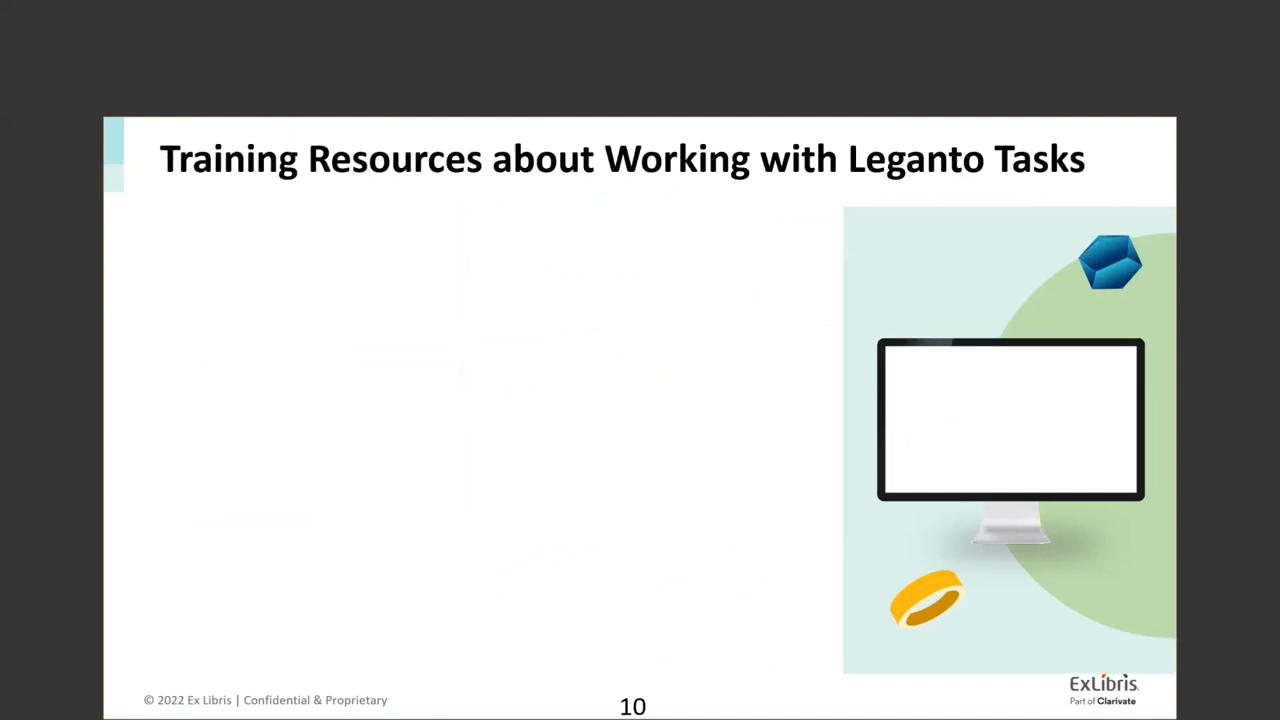 Training Resources about Working with Leganto Tasks
© 2022 Ex Libris | Confidential & Proprietary
10
ExLibris
Part of Clarivate